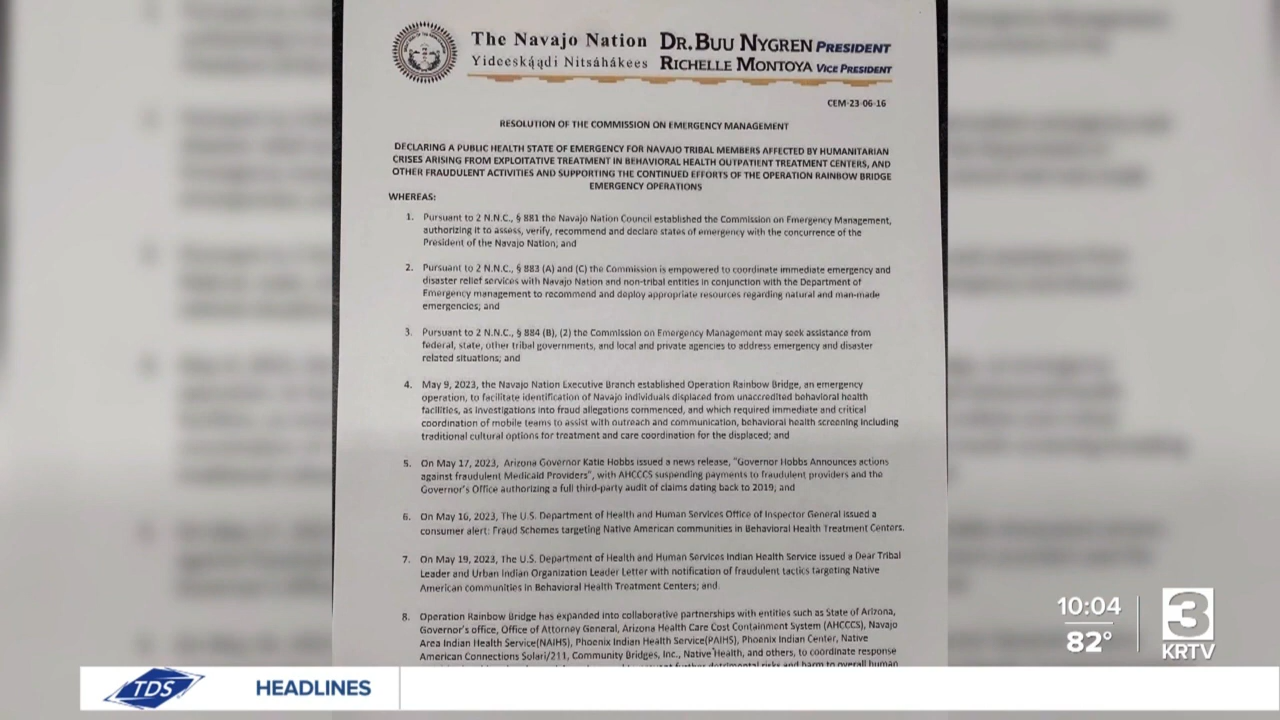 The Navajo Nation
Yideeską́ądi Nitsáhákees
DR. BUU NYGREN PRESIDENT
RICHELLE MONTOYA VICE PRESIDENT
CEM-23-06-16
RESOLUTION OF THE COMMISSION ON EMERGENCY MANAGEMENT
DECLARING A PUBLIC HEALTH STATE OF EMERGENCY FOR NAVAJO TRIBAL MEMBERS AFFECTED BY HUMANITARIAN
CRISES ARISING FROM EXPLOITATIVE TREATMENT IN BEHAVIORAL HEALTH OUTPATIENT TREATMENT CENTERS, AND
OTHER FRAUDULENT ACTIVITIES AND SUPPORTING THE CONTINUED EFFORTS OF THE OPERATION RAINBOW BRIDGE
EMERGENCY OPERATIONS
WHEREAS:
1. Pursuant to 2 N.N.C., § 881 the Navajo Nation Council established the Commission on Emergency Management,
authorizing it to assess, verify, recommend and declare states of emergency with the concurrence of the
President of the Navajo Nation; and
2. Pursuant to 2 N.N.C., § 883 (A) and (C) the Commission is empowered to coordinate immediate emergency and
disaster relief services with Navajo Nation and non-tribal entities in conjunction with the Department of
Emergency management to recommend and deploy appropriate resources regarding natural and man-made
emergencies; and
3. Pursuant to 2 N.N.C., § 884 (B), (2) the Commission on Emergency Management may seek assistance from
federal, state, other tribal governments, and local and private agencies to address emergency and disaster
related situations; and
4. May 9, 2023, the Navajo Nation Executive Branch established Operation Rainbow Bridge, an emergency
operation, to facilitate identification of Navajo individuals displaced from unaccredited behavioral health
facilities, as investigations into fraud allegations commenced, and which required immediate and critical
coordination of mobile teams to assist with outreach and communication, behavioral health screening including
traditional cultural options for treatment and care coordination for the displaced; and
5. On May 17, 2023, Arizona Governor Katie Hobbs issued a news release, "Governor Hobbs Announces actions
against fraudulent Medicaid Providers", with AHCCCS suspending payments to fraudulent providers and the
Governor's Office authorizing a full third-party audit of claims dating back to 2019; and
6. On May 16, 2023, The U.S. Department of Health and Human Services Office of Inspector General issued a
consumer alert: Fraud Schemes targeting Native American communities in Behavioral Health Treatment Centers.
7. On May 19, 2023, The U.S. Department of Health and Human Services Indian Health Service issued a Dear Tribal
Leader and Urban Indian Organization Leader Letter with notification of fraudulent tactics targeting Native
American communities in Behavioral Health Treatment Centers; and
8. Operation Rainbow Bridge has expanded into collaborative partnerships with entities such as State of Arizona,
Governor's office, Office of Attorney General, Arizona Health Care Cost Containment System (AHCCCS), Navajo
Area Indian Health Service(NAIHS), Phoenix Indian Health Service(PAIHS), Phoenix Indian Center, Native
American Connections Solari/211, Community Bridges, Inc., Native Health, and others, to coordinate response
further detrimental risks and harm to overall human
10:04
82°
3
KRTV
TDS
HEADLINES